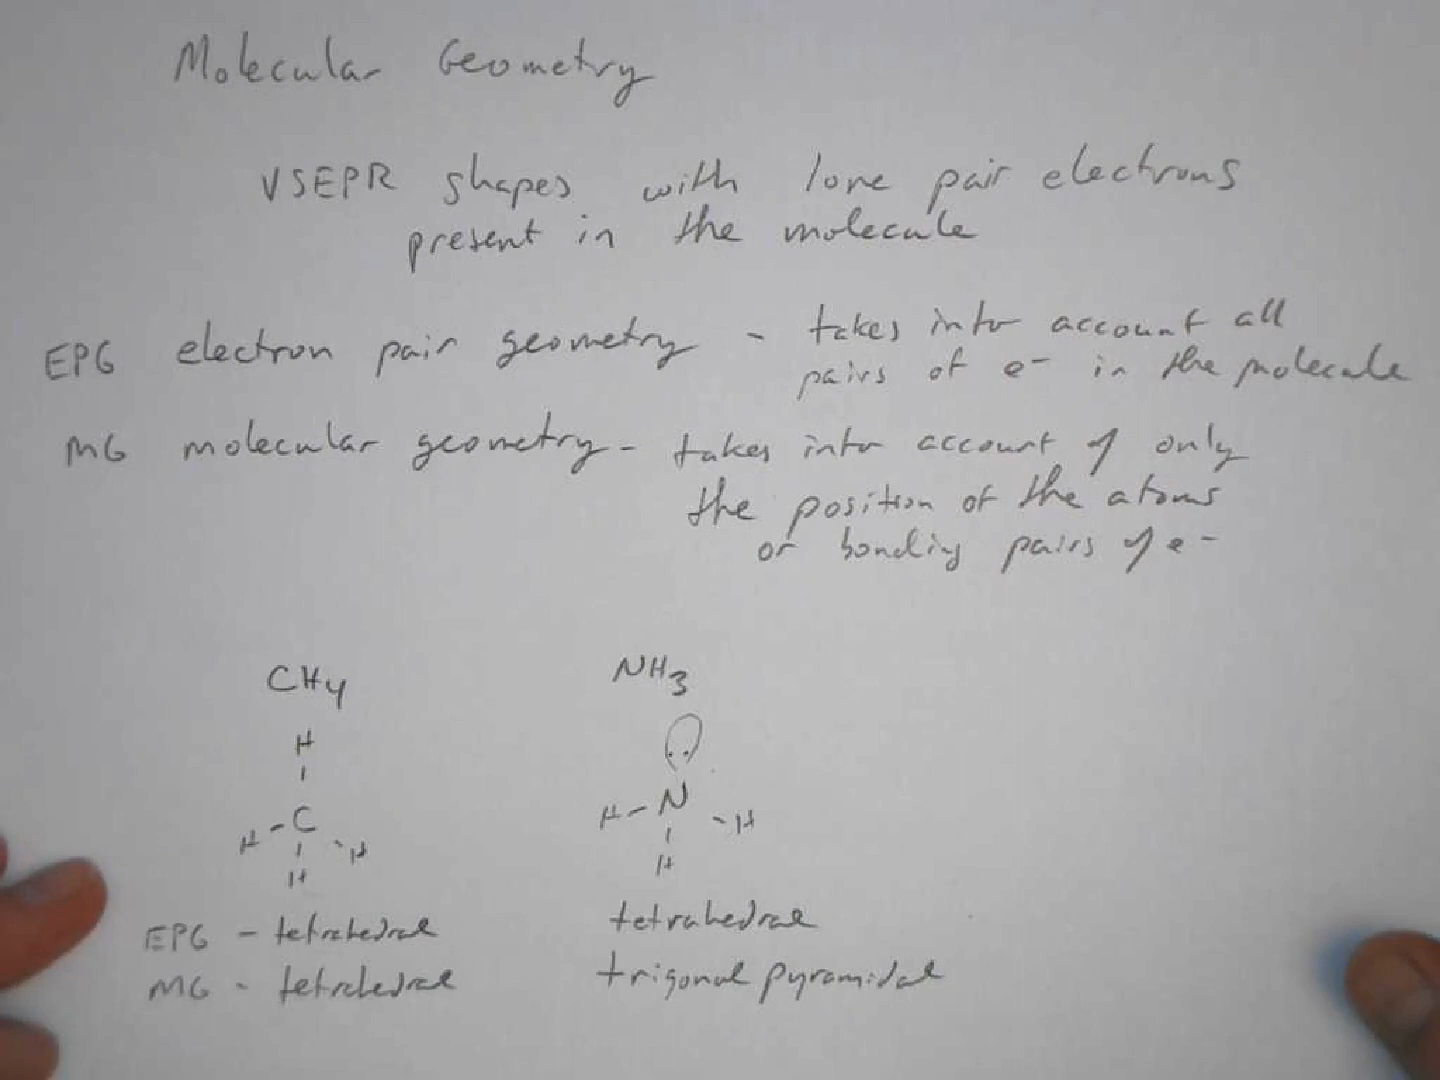 Molecular Geometry
VSEPR shapes with lone pair electrons
present in the molecule
EPG electron pair geometry - takes into account all
pairs of e⁻ in the molecule
MG molecular geometry - takes into account of only
the position of the atoms
or bonding pairs of e⁻
CH4 NH3
H ..
H - C H - N - H
H H H
EPG - tetrahedral tetrahedral
MG - tetrahedral trigonal pyramidal